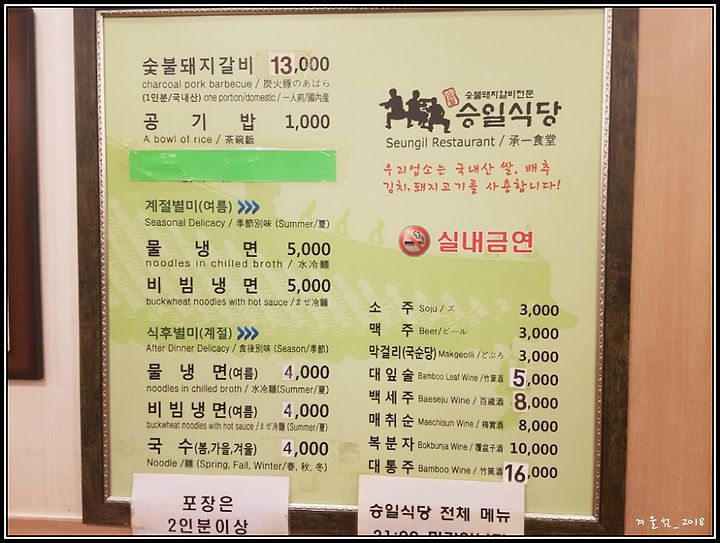 숯불돼지갈비 13,000
charcoal pork barbecue / 炭火豚のあばら
(1인분/국내산) one portion/domestic / 一人前/國內産
공기밥 1,000
A bowl of rice / 茶碗飯
계절별미(여름)
Seasonal Delicacy / 季節別味 (Summer/夏)
물냉면 5,000
noodles in chilled broth / 水冷麵
비빔냉면 5,000
buckwheat noodles with hot sauce / まぜ冷麵
식후별미(계절)
After Dinner Delicacy / 食後別味 (Season/季節)
물냉면(여름) 4,000
noodles in chilled broth / 水冷麵(Summer/夏)
비빔냉면(여름) 4,000
buckwheat noodles with hot sauce / まぜ冷麵 (Summer/夏)
국수(봄,가을,겨울) 4,000
Noodle / 麵 (Spring, Fall, Winter/春, 秋, 冬)
숯불돼지갈비전문
승일식당
Seungil Restaurant / 承一食堂
우리업소는 국내산 쌀, 배추
김치,돼지고기를 사용합니다!
실내금연
소주 Soju / ズ 3,000
맥주 Beer/ビール 3,000
막걸리(국순당) Makgeolli / どぶろ 3,000
대잎술 Bamboo Leaf Wine / 竹葉酒 5,000
백세주 Baeseju Wine / 百歲酒 8,000
매취순 Maechisun Wine / 梅實酒 8,000
복분자 Bokbunja Wine / 覆盆子酒 10,000
대통주 Bamboo Wine / 竹筒酒 16,000
포장은
2인분이상
승일식당 전체 메뉴
겨울섬_2018